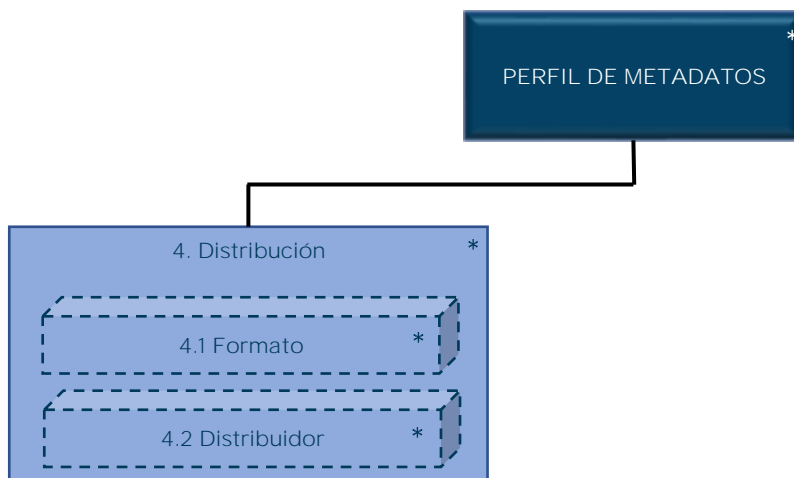 *
PERFIL DE METADATOS
4. Distribución *
4.1 Formato *
4.2 Distribuidor *